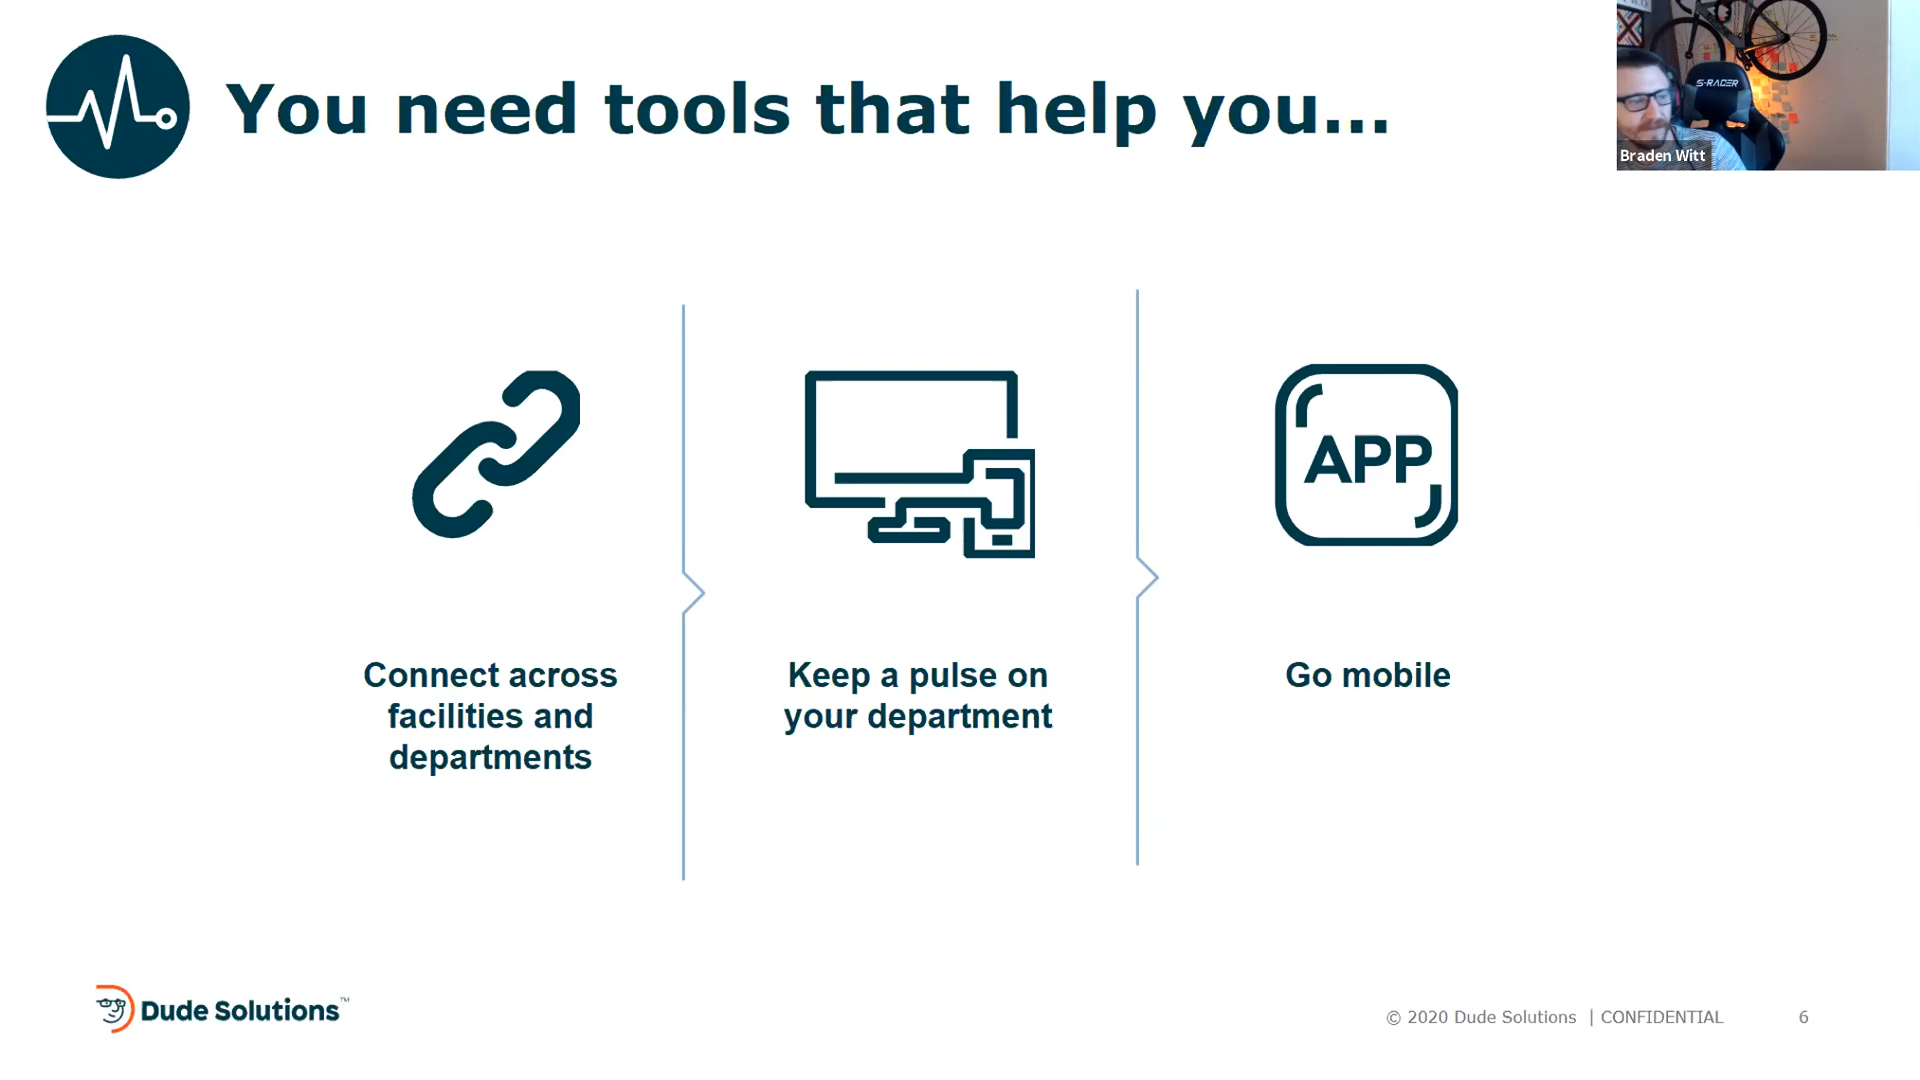 You need tools that help you...
S-RACER
Braden Witt
APP
Connect across
facilities and
departments
Keep a pulse on
your department
Go mobile
Dude Solutions™
© 2020 Dude Solutions | CONFIDENTIAL 6